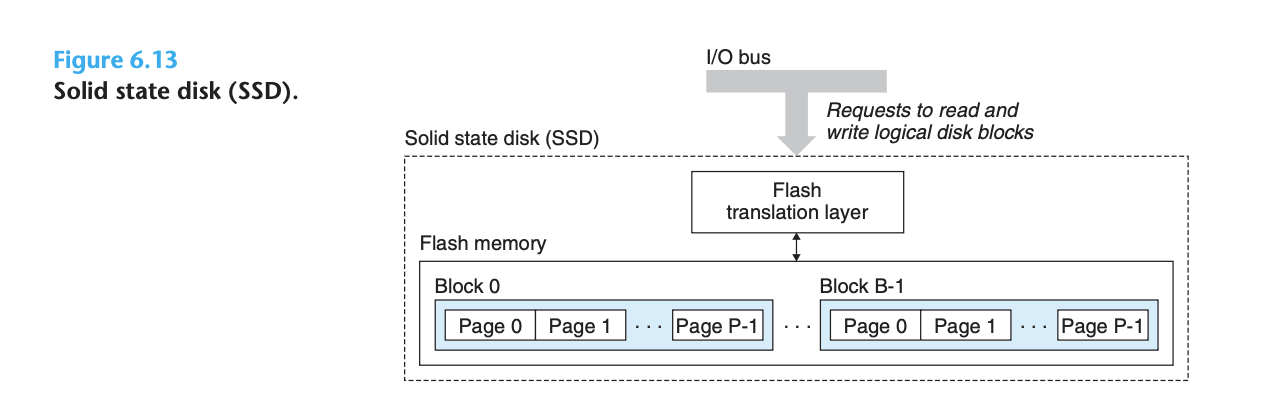 Figure 6.13
Solid state disk (SSD).
I/O bus
Requests to read and
write logical disk blocks
Solid state disk (SSD)
Flash
translation layer
Flash memory
Block 0
Block B-1
Page 0 Page 1 · · · Page P-1 · · · Page 0 Page 1 · · · Page P-1